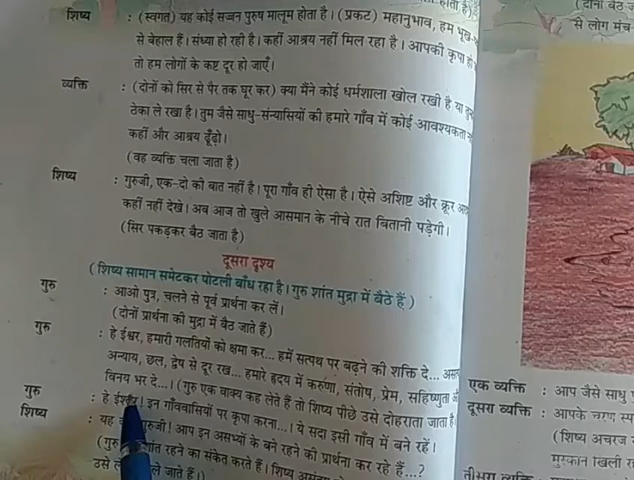 शिष्य : (स्वगत) यह कोई सज्जन पुरुष मालूम होता है। (प्रकट) महानुभाव, हम भूख-
से बेहाल हैं। संध्या हो रही है। कहीं आश्रय नहीं मिल रहा है। आपकी कृपा हो
तो हम लोगों के कष्ट दूर हो जाएँ।
व्यक्ति : (दोनों को सिर से पैर तक घूर कर) क्या मैंने कोई धर्मशाला खोल रखी है या
ठेका ले रखा है। तुम जैसे साधु-संन्यासियों की हमारे गाँव में कोई आवश्यकता
कहीं और आश्रय ढूँढ़ो।
(वह व्यक्ति चला जाता है)
शिष्य : गुरुजी, एक-दो की बात नहीं है। पूरा गाँव ही ऐसा है। ऐसे अशिष्ट और क्रूर
कहीं नहीं देखे। अब आज तो खुले आसमान के नीचे रात बितानी पड़ेगी।
(सिर पकड़कर बैठ जाता है)
दूसरा दृश्य
(शिष्य सामान समेटकर पोटली बाँध रहा है। गुरु शांत मुद्रा में बैठे हैं)
गुरु : आओ पुत्र, चलने से पूर्व प्रार्थना कर लें।
(दोनों प्रार्थना की मुद्रा में बैठ जाते हैं)
गुरु : हे ईश्वर, हमारी गलतियों को क्षमा कर... हमें सत्पथ पर बढ़ने की शक्ति दे...
अन्याय, छल, द्वेष से दूर रख... हमारे हृदय में करुणा, संतोष, प्रेम, सहिष्णुता
विनय भर दे...। (गुरु एक वाक्य कह लेते हैं तो शिष्य पीछे उसे दोहराता जाता है
गुरु : हे ईश्वर! इन गाँववासियों पर कृपा करना...। ये सदा इसी गाँव में बने रहें।
शिष्य : यह गुरुजी! आप इन असभ्यों के बने रहने की प्रार्थना कर रहे हैं...?
(गुरु शांत रहने का संकेत करते हैं। शिष्य
उसे ले जाते हैं।)
से लोग मंच
एक व्यक्ति : आप जैसे साधु
दूसरा व्यक्ति : आपके चरण
(शिष्य अचरज
मुस्कान खिली
तीसरा व्यक्ति